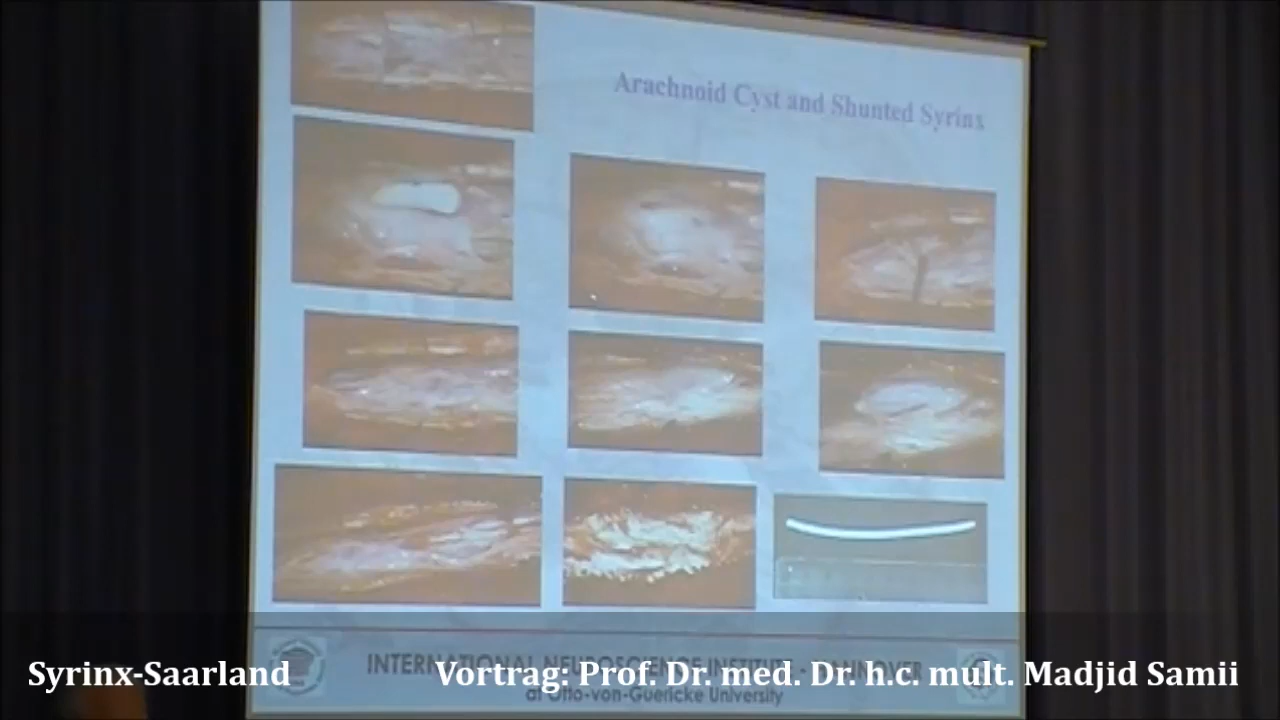 Arachnoid Cyst and Shunted Syrinx
INTERNATIONAL NEUROSCIENCE INSTITUTE - HANNOVER
at Otto-von-Guericke University
Syrinx-Saarland
Vortrag: Prof. Dr. med. Dr. h.c. mult. Madjid Samii